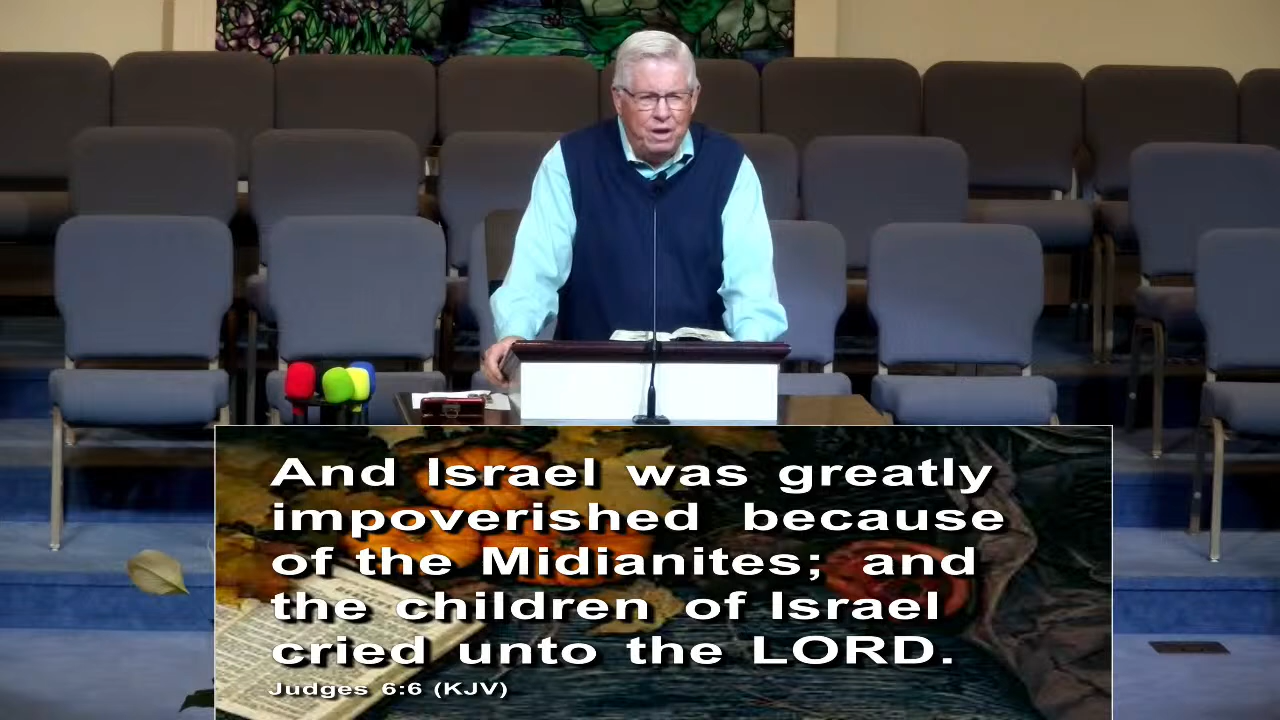 And Israel was greatly
impoverished because
of the Midianites; and
the children of Israel
cried unto the LORD.
Judges 6:6 (KJV)